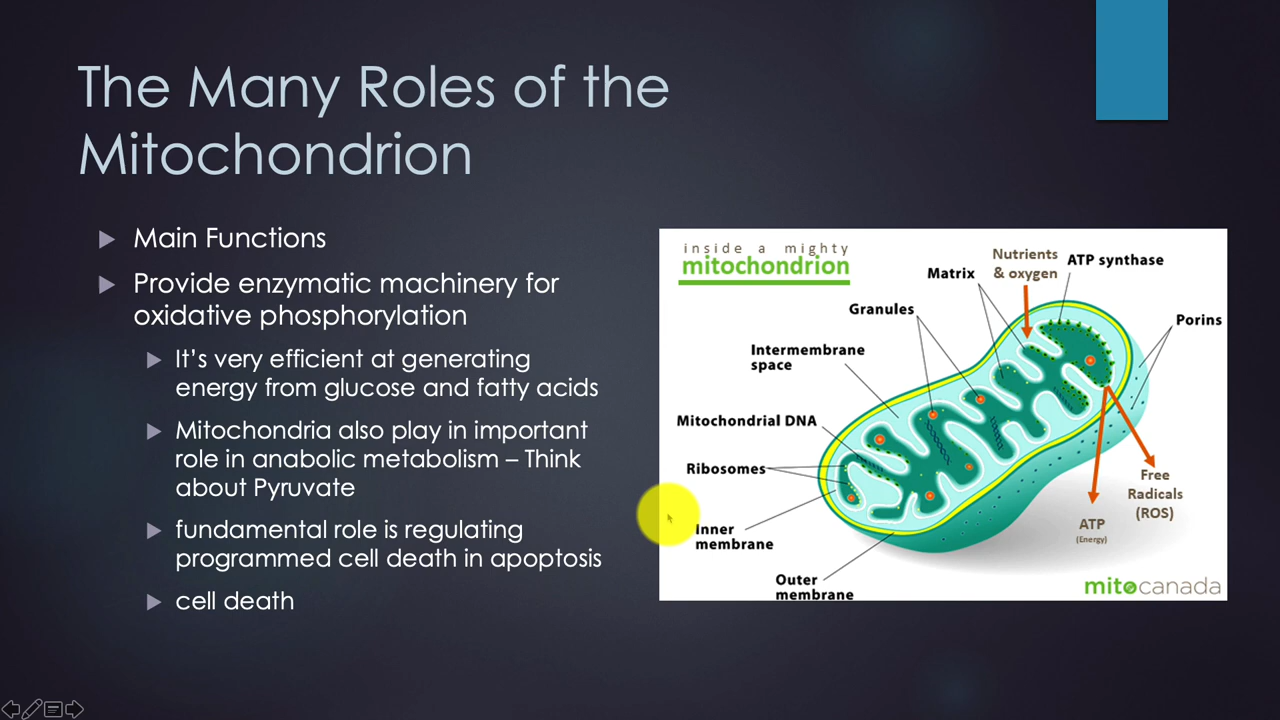 The Many Roles of the
Mitochondrion
Main Functions
Provide enzymatic machinery for
oxidative phosphorylation
It's very efficient at generating
energy from glucose and fatty acids
Mitochondria also play in important
role in anabolic metabolism – Think
about Pyruvate
fundamental role is regulating
programmed cell death in apoptosis
cell death
inside a mighty
mitochondrion
Nutrients
& oxygen
ATP synthase
Matrix
Granules
Porins
Intermembrane
space
Mitochondrial DNA
Ribosomes
Inner
membrane
Outer
membrane
Free
Radicals
(ROS)
ATP
(Energy)
mitocanada